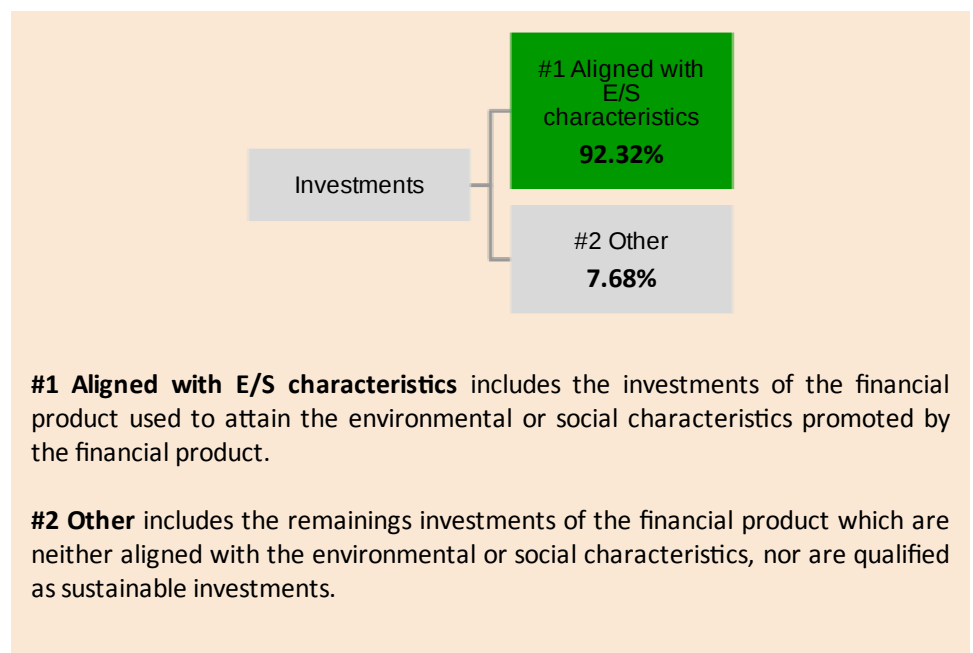 #1 Aligned with
E/S
characteristics
92.32%
Investments
#2 Other
7.68%
#1 Aligned with E/S characteristics includes the investments of the financial
product used to attain the environmental or social characteristics promoted by
the financial product.
#2 Other includes the remainings investments of the financial product which are
neither aligned with the environmental or social characteristics, nor are qualified
as sustainable investments.